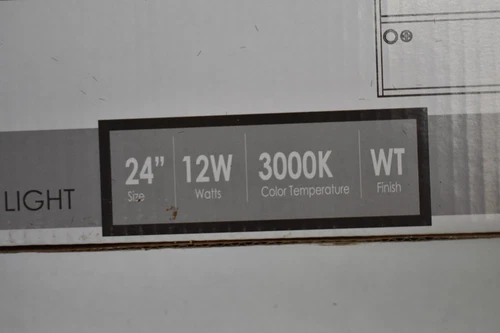 LIGHT
24” 12W 3000K WT
Size Watts Color Temperature Finish